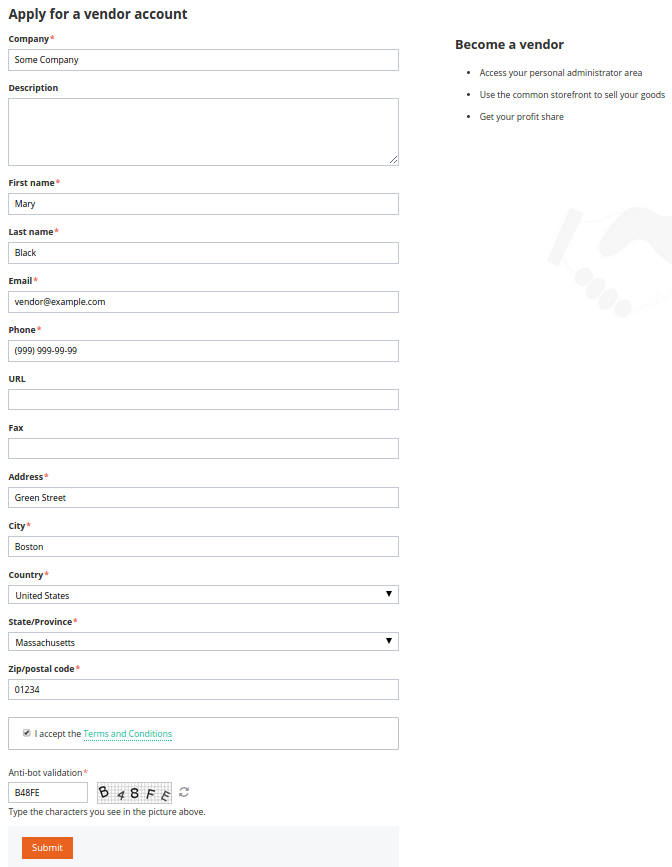 Apply for a vendor account
Company*
Some Company
Description
First name*
Mary
Last name*
Black
Email*
vendor@example.com
Phone*
(999) 999-99-99
URL
Fax
Address*
Green Street
City*
Boston
Country*
United States
State/Province*
Massachusetts
Zip/postal code*
01234
I accept the Terms and Conditions
Anti-bot validation*
B48FE
B 4 8 F E
Type the characters you see in the picture above.
Submit
Become a vendor
• Access your personal administrator area
• Use the common storefront to sell your goods
• Get your profit share